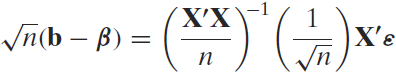 √n(b − β) = (X′X / n)⁻¹ (1 / √n) X′ε